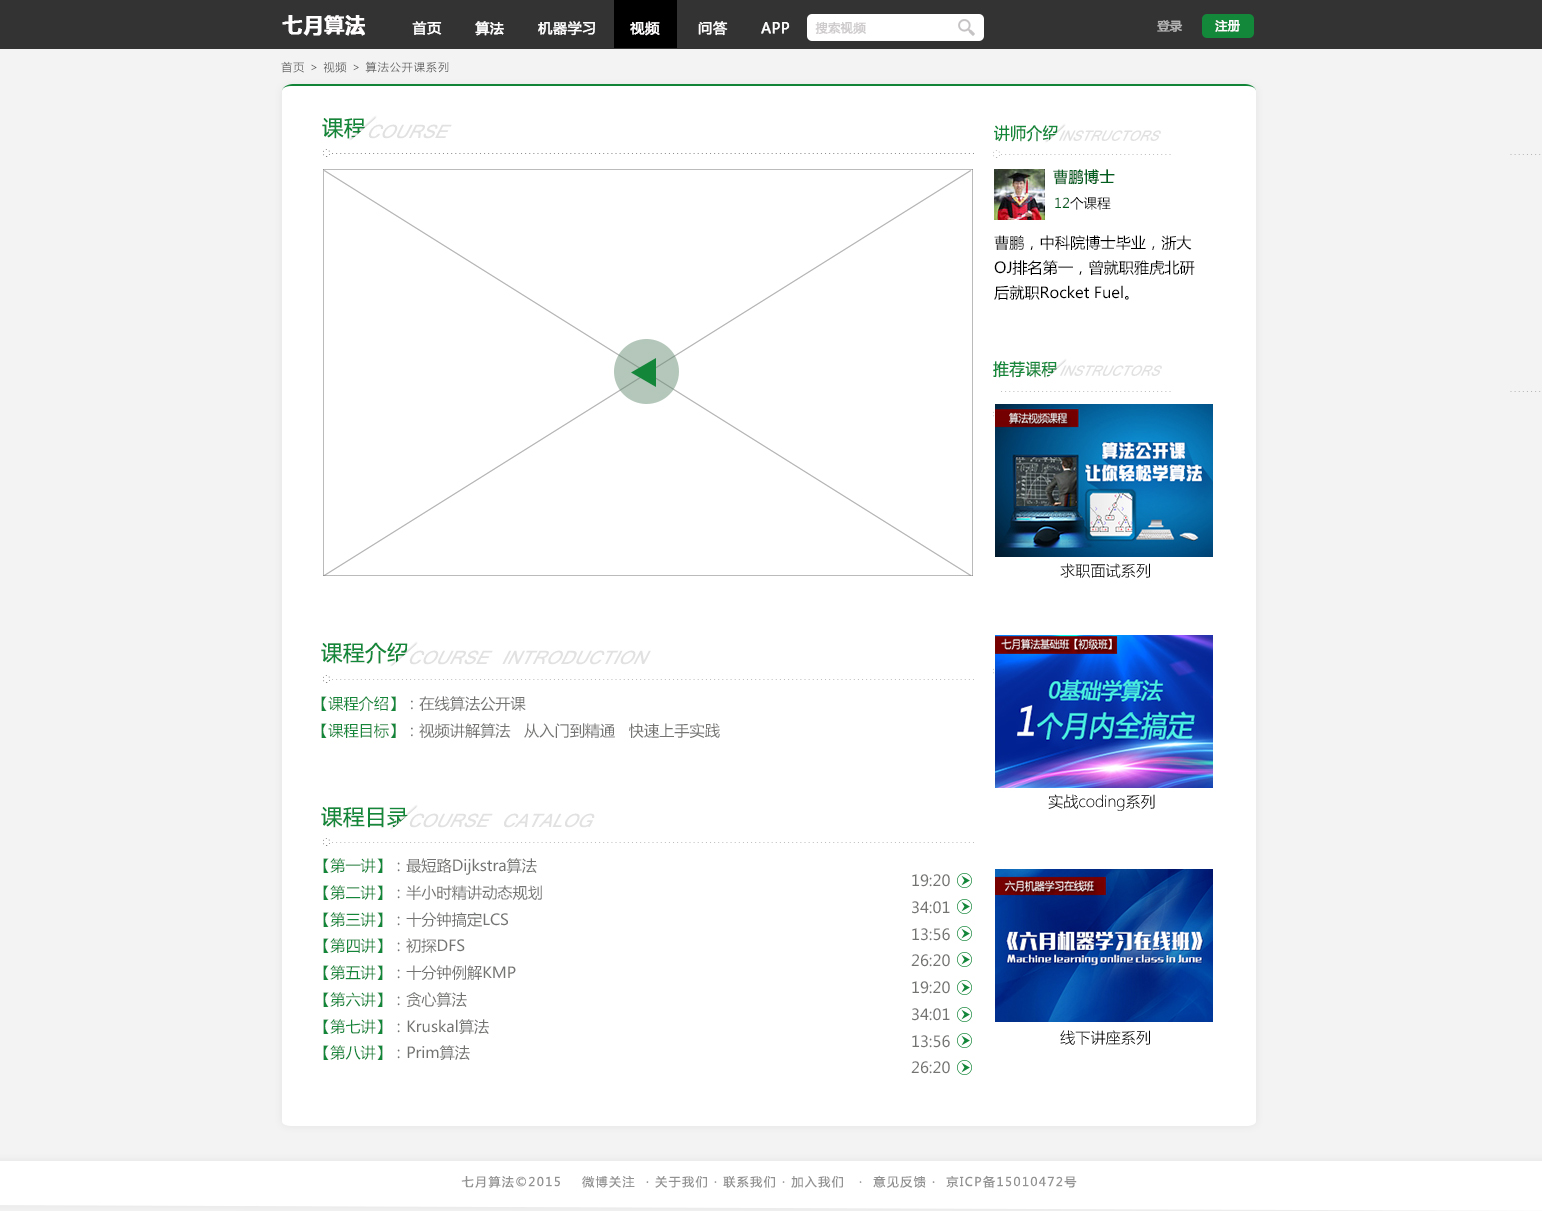 七月算法 首页 算法 机器学习 视频 问答 APP 搜索视频 登录 注册
首页 > 视频 > 算法公开课系列
课程 COURSE
讲师介绍 INSTRUCTORS
曹鹏博士
12个课程
曹鹏，中科院博士毕业，浙大
OJ排名第一，曾就职雅虎北研
后就职Rocket Fuel。
推荐课程 INSTRUCTORS
算法视频课程
算法公开课
让你轻松学算法
求职面试系列
七月算法基础班【初级班】
0基础学算法
1个月内全搞定
实战coding系列
六月机器学习在线班
《六月机器学习在线班》
Machine learning online class in June
线下讲座系列
课程介绍 COURSE INTRODUCTION
【课程介绍】：在线算法公开课
【课程目标】：视频讲解算法 从入门到精通 快速上手实践
课程目录 COURSE CATALOG
【第一讲】：最短路Dijkstra算法 19:20
【第二讲】：半小时精讲动态规划 34:01
【第三讲】：十分钟搞定LCS 13:56
【第四讲】：初探DFS 26:20
【第五讲】：十分钟例解KMP 19:20
【第六讲】：贪心算法 34:01
【第七讲】：Kruskal算法 13:56
【第八讲】：Prim算法 26:20
七月算法©2015 微博关注 · 关于我们 · 联系我们 · 加入我们 · 意见反馈 · 京ICP备15010472号